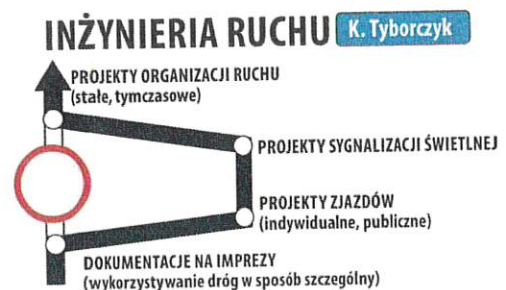 INŻYNIERIA RUCHU K. Tyborczyk
PROJEKTY ORGANIZACJI RUCHU
(stałe, tymczasowe)
PROJEKTY SYGNALIZACJI ŚWIETLNEJ
PROJEKTY ZJAZDÓW
(indywidualne, publiczne)
DOKUMENTACJE NA IMPREZY
(wykorzystywanie dróg w sposób szczególny)